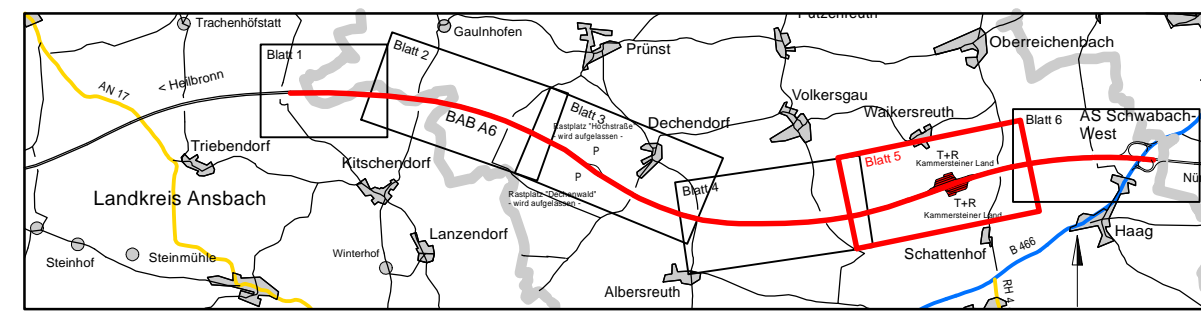 Trachenhöfstatt
Gaulnhofen
Prünst
Oberreichenbach
Blatt 1
Blatt 2
AN 17
< Heilbronn
BAB A6
Blatt 3
Rastplatz "Hochstraße"
- wird aufgelassen -
P
P
Dechendorf
Volkersgau
Waikersreuth
Blatt 6
AS Schwabach-
West
Triebendorf
Kitschendorf
Rastplatz "Dechenwald"
- wird aufgelassen -
Blatt 4
Blatt 5
T+R
Kammersteiner Land
T+R
Kammersteiner Land
Landkreis Ansbach
Lanzendorf
Winterhof
Steinhof
Steinmühle
Albersreuth
Schattenhof
B 466
Haag
RH 4